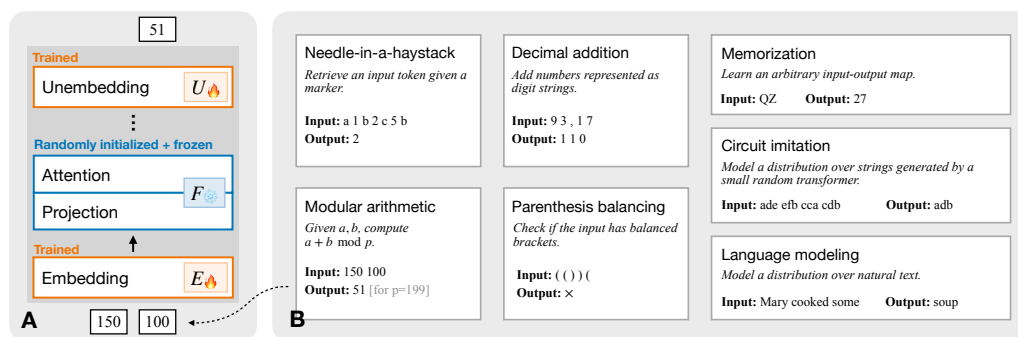 51
Trained
Unembedding
U
⋮
Randomly initialized + frozen
Attention
F
Projection
Trained
Embedding
E
A
150 100
B
Needle-in-a-haystack
Retrieve an input token given a
marker.
Input: a 1 b 2 c 5 b
Output: 2
Decimal addition
Add numbers represented as
digit strings.
Input: 9 3 , 1 7
Output: 1 1 0
Modular arithmetic
Given a, b, compute
a + b mod p.
Input: 150 100
Output: 51 [for p=199]
Parenthesis balancing
Check if the input has balanced
brackets.
Input: ( ( ) ) (
Output: ×
Memorization
Learn an arbitrary input-output map.
Input: QZ Output: 27
Circuit imitation
Model a distribution over strings generated by a
small random transformer.
Input: ade efb cca cdb Output: adb
Language modeling
Model a distribution over natural text.
Input: Mary cooked some Output: soup